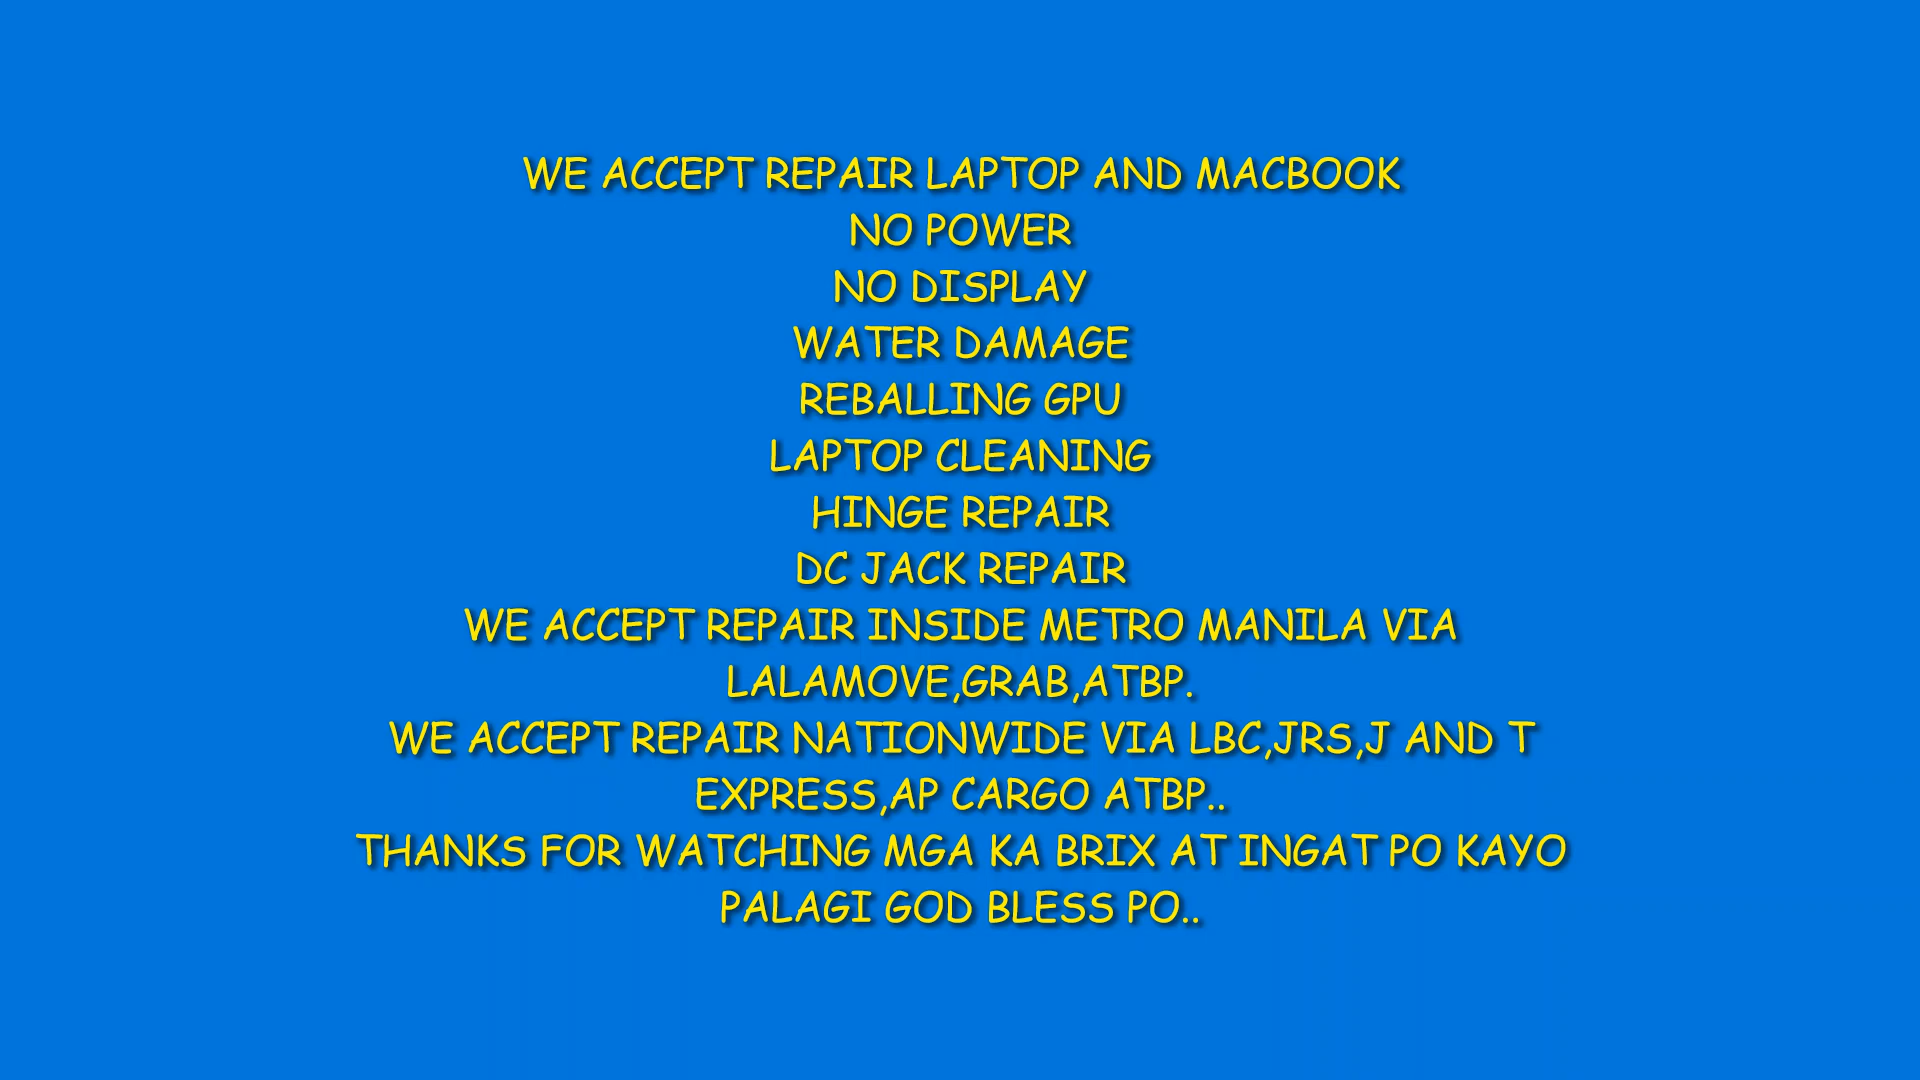 WE ACCEPT REPAIR LAPTOP AND MACBOOK
NO POWER
NO DISPLAY
WATER DAMAGE
REBALLING GPU
LAPTOP CLEANING
HINGE REPAIR
DC JACK REPAIR
WE ACCEPT REPAIR INSIDE METRO MANILA VIA
LALAMOVE,GRAB,ATBP.
WE ACCEPT REPAIR NATIONWIDE VIA LBC,JRS,J AND T
EXPRESS,AP CARGO ATBP..
THANKS FOR WATCHING MGA KA BRIX AT INGAT PO KAYO
PALAGI GOD BLESS PO..